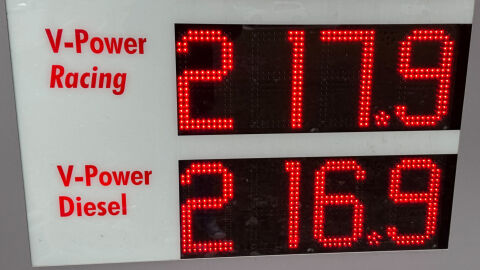 V-Power 217.9
Racing
V-Power 216.9
Diesel